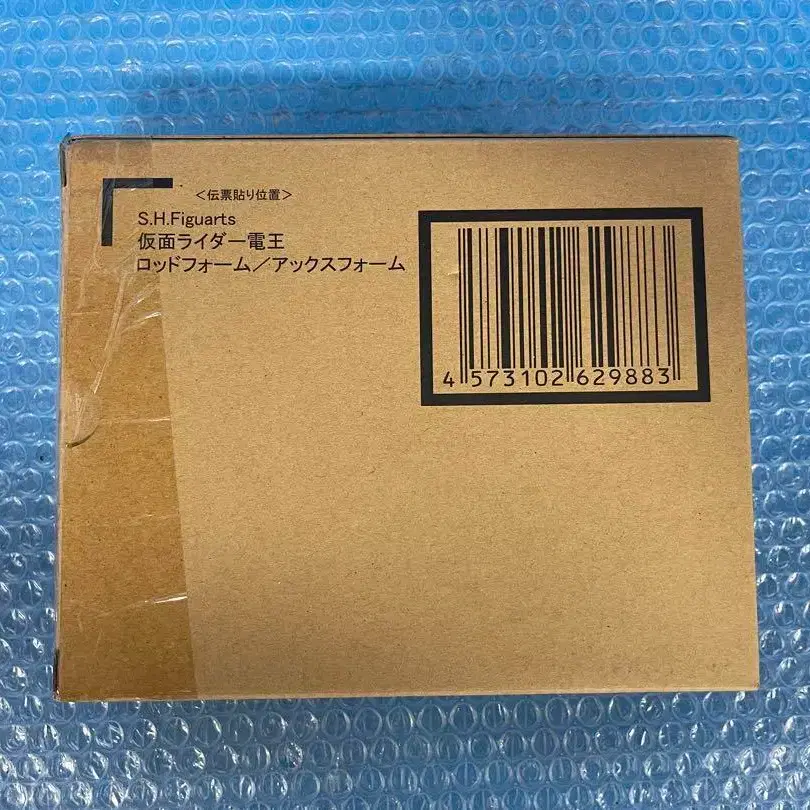 ＜伝票貼り位置＞
S.H.Figuarts
仮面ライダー電王
ロッドフォーム／アックスフォーム
4 573102 629883